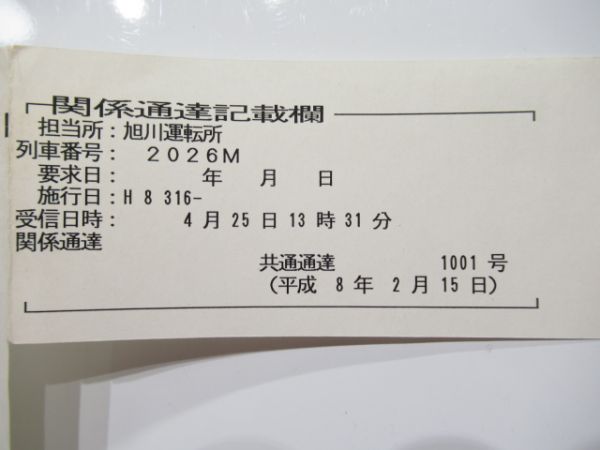 関係通達記載欄
担当所：旭川運転所
列車番号：　２０２６Ｍ
要求日：　　　年　月　日
施行日：H 8 316-
受信日時：　4 月 25 日 13 時 31 分
関係通達
共通通達　　　1001 号
（平成　8 年　2 月 15 日）